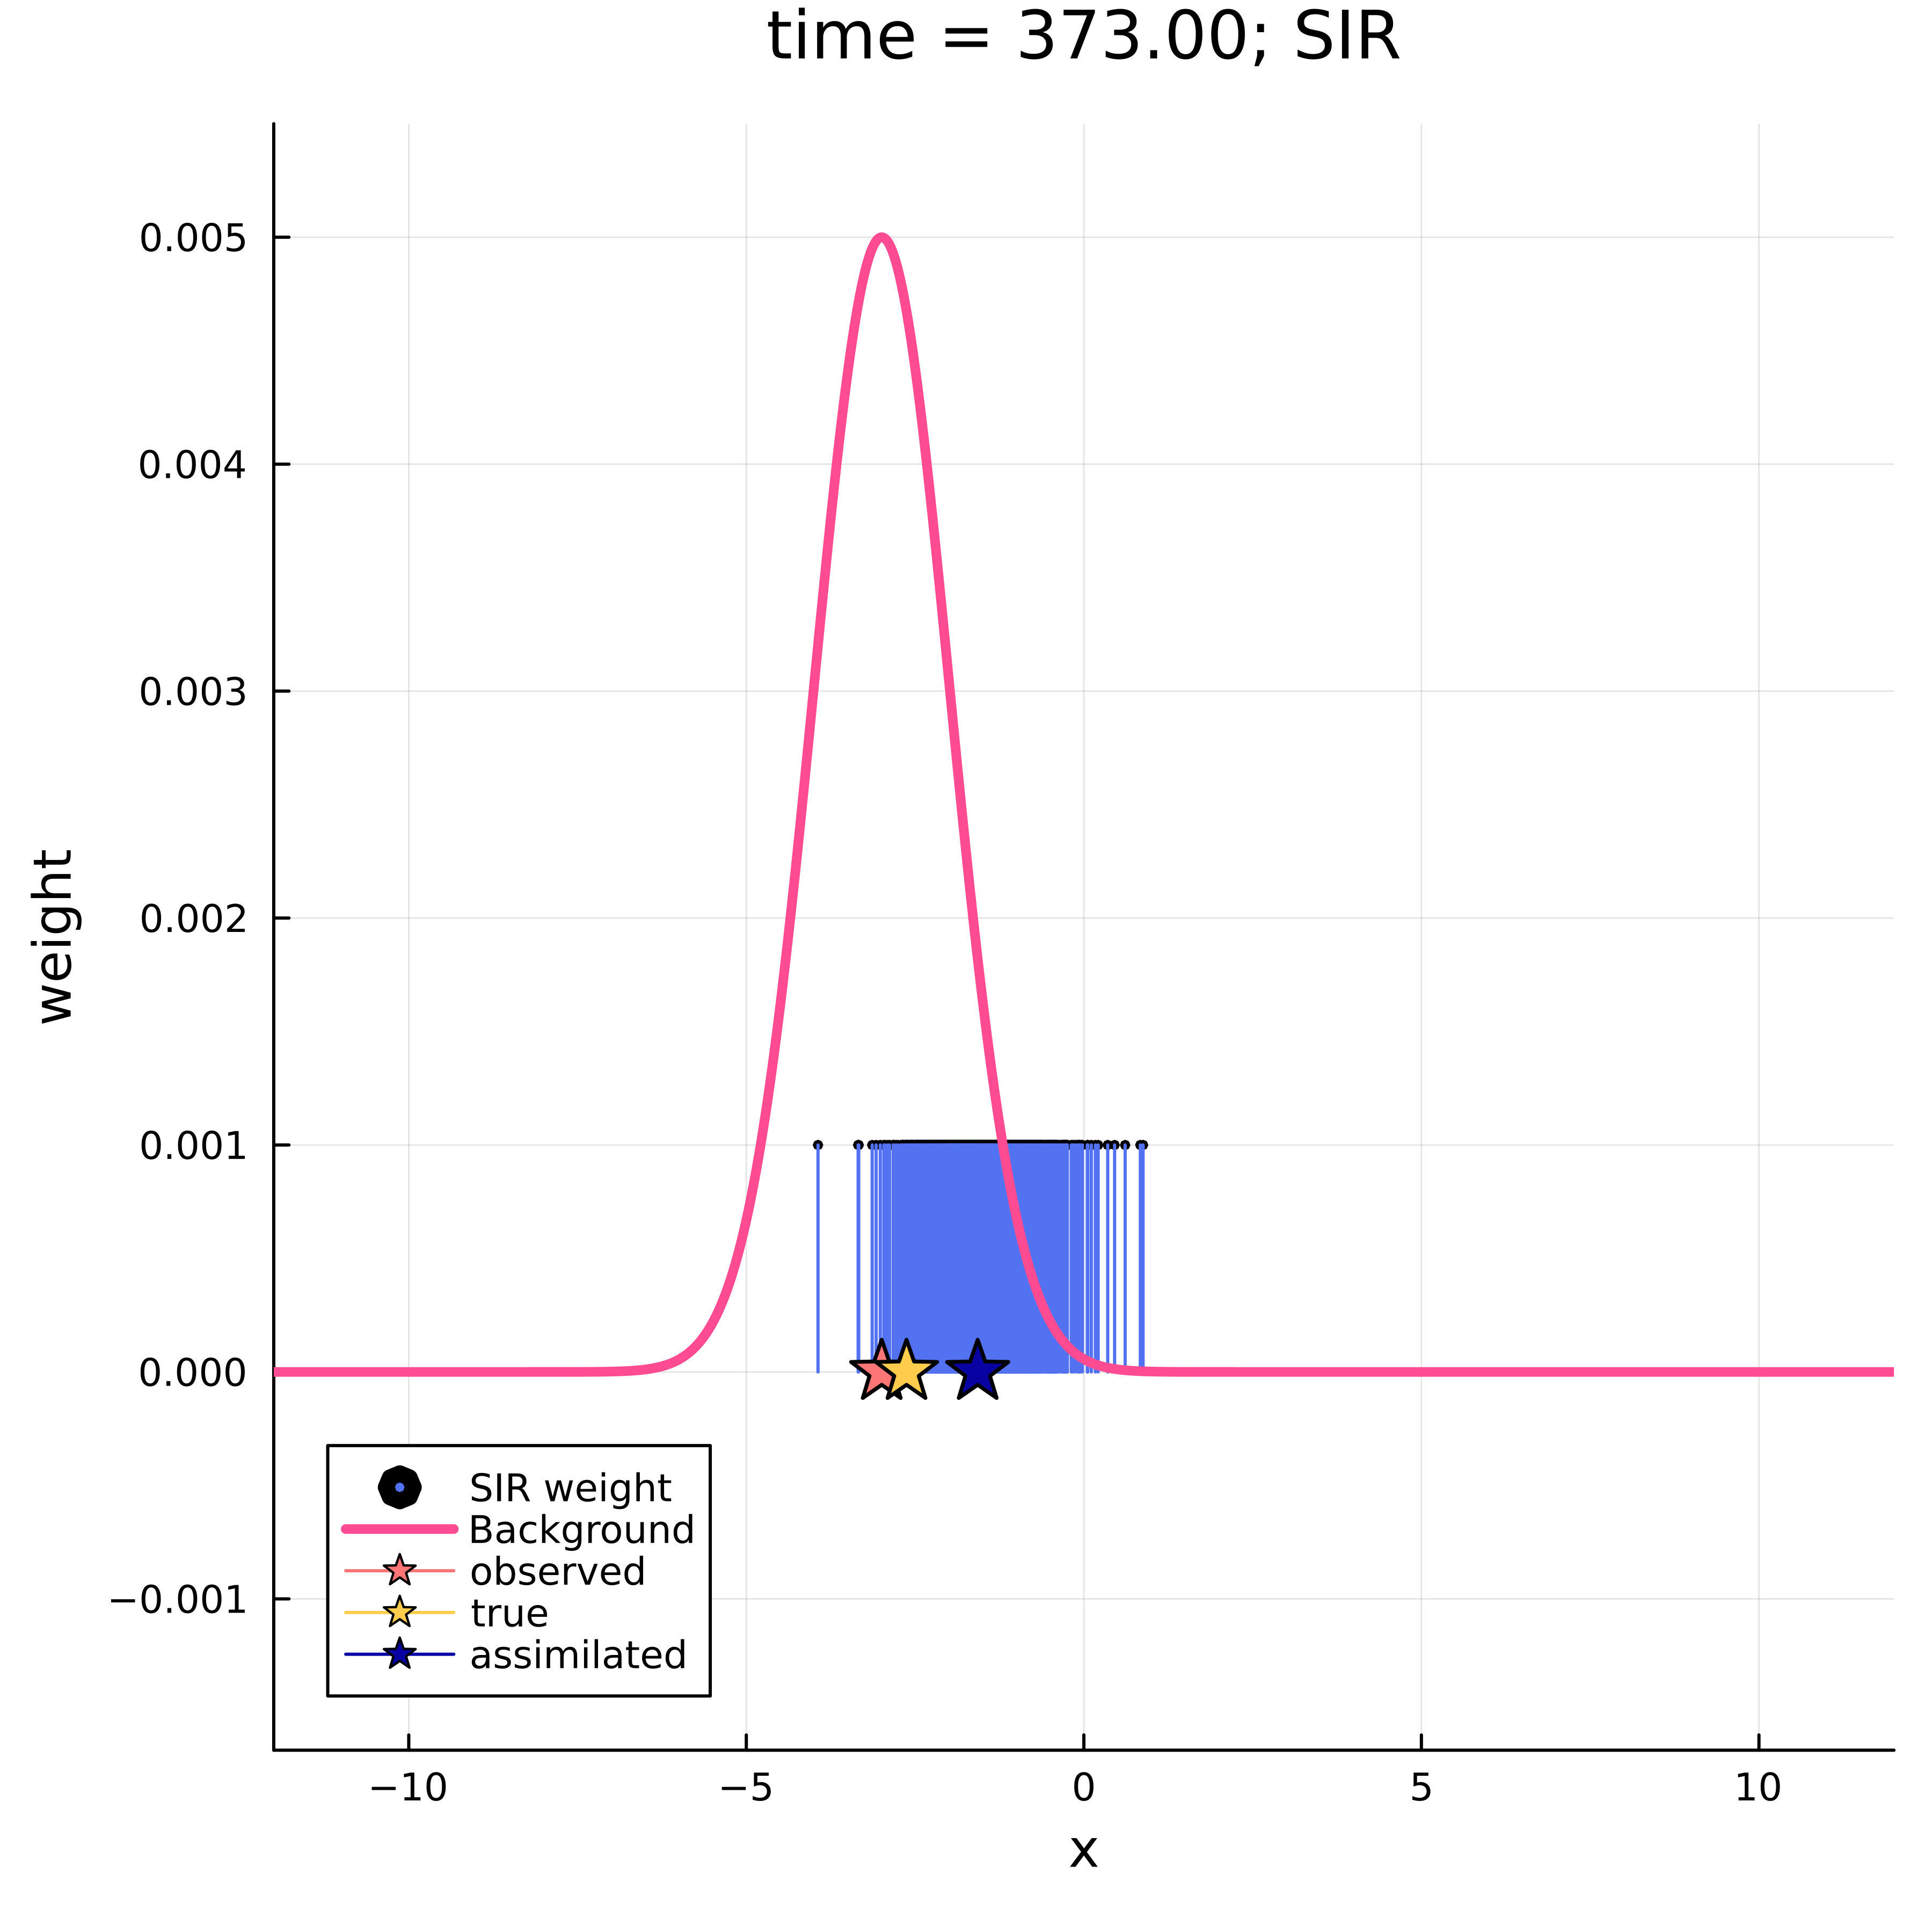 time = 373.00; SIR
weight
0.005
0.004
0.003
0.002
0.001
0.000
−0.001
SIR weight
Background
observed
true
assimilated
−10
−5
0
5
10
x